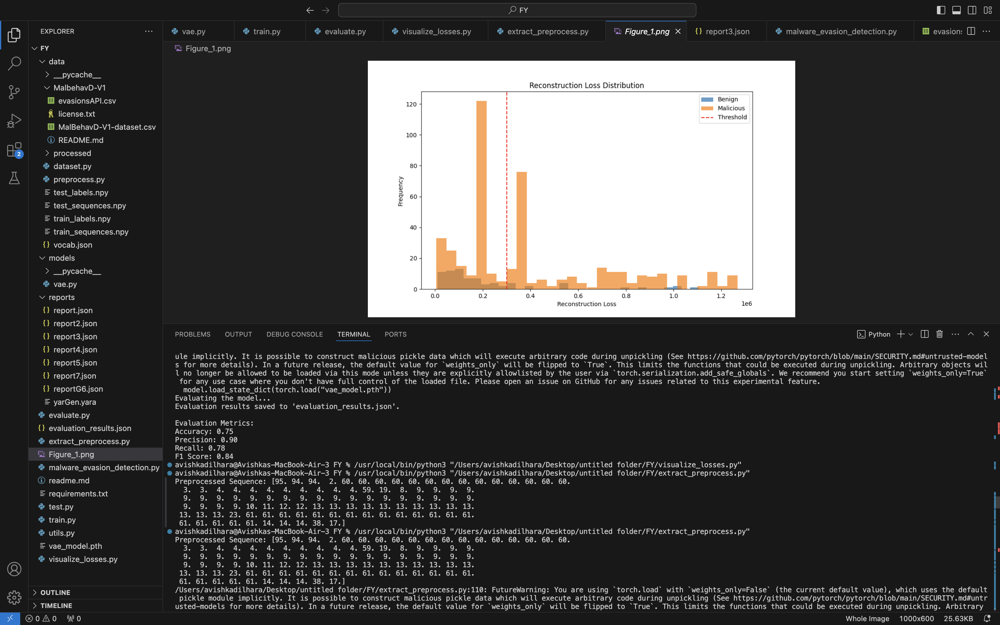 FY
EXPLORER
FY
data
__pycache__
MalbehavD-V1
evasionsAPI.csv
license.txt
MalBehavD-V1-dataset.csv
README.md
processed
dataset.py
preprocess.py
test_labels.npy
test_sequences.npy
train_labels.npy
train_sequences.npy
vocab.json
models
__pycache__
vae.py
reports
report.json
report2.json
report3.json
report4.json
report5.json
report7.json
reportG6.json
yarGen.yara
evaluate.py
evaluation_results.json
extract_preprocess.py
Figure_1.png
malware_evasion_detection.py
readme.md
requirements.txt
test.py
train.py
utils.py
vae_model.pth
visualize_losses.py
OUTLINE
TIMELINE
2
vae.py
train.py
evaluate.py
visualize_losses.py
extract_preprocess.py
Figure_1.png
report3.json
malware_evasion_detection.py
evasions
Figure_1.png
Reconstruction Loss Distribution
Benign
Malicious
Threshold
Frequency
120
100
80
60
40
20
0
0.0 0.2 0.4 0.6 0.8 1.0 1.2
1e6
Reconstruction Loss
PROBLEMS OUTPUT DEBUG CONSOLE TERMINAL PORTS
Python
ule implicitly. It is possible to construct malicious pickle data which will execute arbitrary code during unpickling (See https://github.com/pytorch/pytorch/blob/main/SECURITY.md#untrusted-model
s for more details). In a future release, the default value for `weights_only` will be flipped to `True`. This limits the functions that could be executed during unpickling. Arbitrary objects wil
l no longer be allowed to be loaded via this mode unless they are explicitly allowlisted by the user via `torch.serialization.add_safe_globals`. We recommend you start setting `weights_only=True`
for any use case where you don't have full control of the loaded file. Please open an issue on GitHub for any issues related to this experimental feature.
model.load_state_dict(torch.load("vae_model.pth"))
Evaluating the model...
Evaluation results saved to 'evaluation_results.json'.
Evaluation Metrics:
Accuracy: 0.75
Precision: 0.90
Recall: 0.78
F1 Score: 0.84
avishkadilhara@Avishkas-MacBook-Air-3 FY % /usr/local/bin/python3 "/Users/avishkadilhara/Desktop/untitled folder/FY/visualize_losses.py"
avishkadilhara@Avishkas-MacBook-Air-3 FY % /usr/local/bin/python3 "/Users/avishkadilhara/Desktop/untitled folder/FY/extract_preprocess.py"
Preprocessed Sequence: [95. 94. 94. 2. 60. 60. 60. 60. 60. 60. 60. 60. 60. 60. 60. 60. 60. 60.
3. 3. 4. 4. 4. 4. 4. 4. 4. 4. 4. 59. 19. 8. 9. 9. 9. 9.
9. 9. 9. 9. 9. 9. 9. 9. 9. 9. 9. 9. 9. 9. 9. 9. 9. 9.
9. 9. 9. 9. 10. 11. 12. 12. 13. 13. 13. 13. 13. 13. 13. 13. 13. 13.
13. 13. 13. 23. 61. 61. 61. 61. 61. 61. 61. 61. 61. 61. 61. 61. 61. 61.
61. 61. 61. 61. 61. 14. 14. 14. 38. 17.]
avishkadilhara@Avishkas-MacBook-Air-3 FY % /usr/local/bin/python3 "/Users/avishkadilhara/Desktop/untitled folder/FY/extract_preprocess.py"
Preprocessed Sequence: [95. 94. 94. 2. 60. 60. 60. 60. 60. 60. 60. 60. 60. 60. 60. 60. 60. 60.
3. 3. 4. 4. 4. 4. 4. 4. 4. 4. 4. 59. 19. 8. 9. 9. 9. 9.
9. 9. 9. 9. 9. 9. 9. 9. 9. 9. 9. 9. 9. 9. 9. 9. 9. 9.
9. 9. 9. 9. 10. 11. 12. 12. 13. 13. 13. 13. 13. 13. 13. 13. 13. 13.
13. 13. 13. 23. 61. 61. 61. 61. 61. 61. 61. 61. 61. 61. 61. 61. 61. 61.
61. 61. 61. 61. 61. 14. 14. 14. 38. 17.]
/Users/avishkadilhara/Desktop/untitled folder/FY/extract_preprocess.py:110: FutureWarning: You are using `torch.load` with `weights_only=False` (the current default value), which uses the default
pickle module implicitly. It is possible to construct malicious pickle data which will execute arbitrary code during unpickling (See https://github.com/pytorch/pytorch/blob/main/SECURITY.md#untr
usted-models for more details). In a future release, the default value for `weights_only` will be flipped to `True`. This limits the functions that could be executed during unpickling. Arbitrary
0 0 0
Whole Image 1000x600 25.63KB